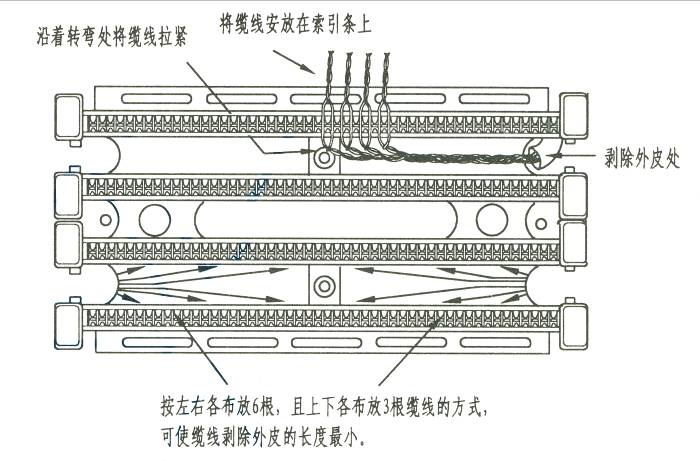 将缆线安放在索引条上
沿着转弯处将缆线拉紧
剥除外皮处
按左右各布放6根，且上下各布放3根缆线的方式，
可使缆线剥除外皮的长度最小。